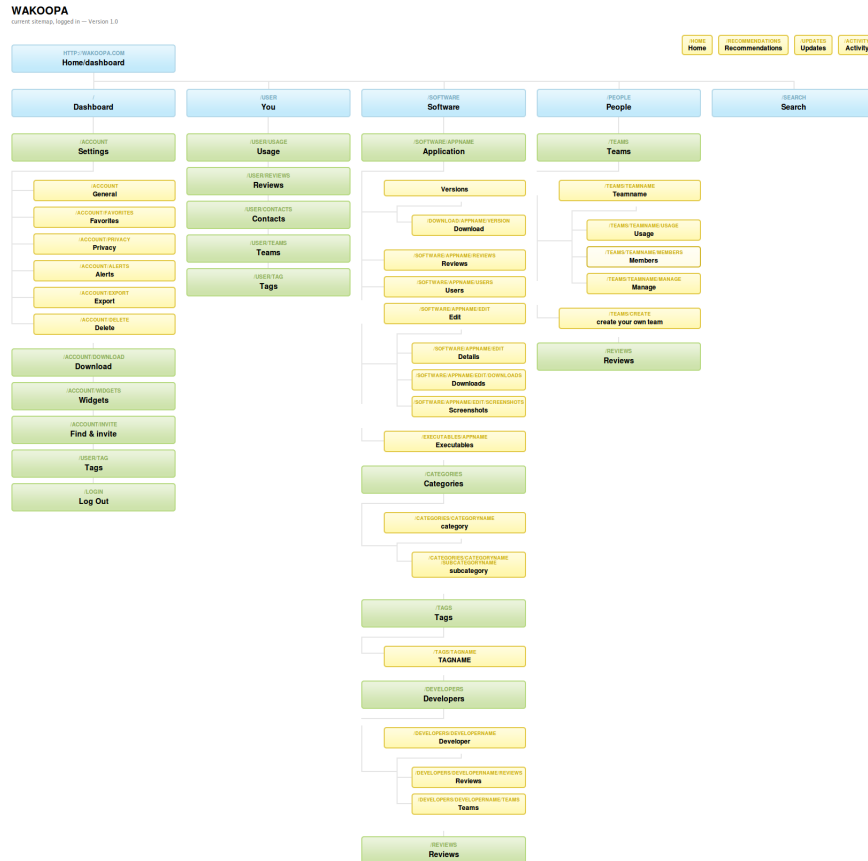 WAKOOPA
current sitemap, logged in — Version 1.0
/HOME
Home
/RECOMMENDATIONS
Recommendations
/UPDATES
Updates
/ACTIVITY
Activity
HTTP://WAKOOPA.COM
Home/dashboard
Dashboard
/USER
You
/SOFTWARE
Software
/PEOPLE
People
/SEARCH
Search
/ACCOUNT
Settings
/ACCOUNT
General
/ACCOUNT/FAVORITES
Favorites
/ACCOUNT/PRIVACY
Privacy
/ACCOUNT/ALERTS
Alerts
/ACCOUNT/EXPORT
Export
/ACCOUNT/DELETE
Delete
/ACCOUNT/DOWNLOAD
Download
/ACCOUNT/WIDGETS
Widgets
/ACCOUNT/INVITE
Find & invite
/USER/TAG
Tags
/LOGIN
Log Out
/USER/USAGE
Usage
/USER/REVIEWS
Reviews
/USER/CONTACTS
Contacts
/USER/TEAMS
Teams
/USER/TAG
Tags
/SOFTWARE/APPNAME
Application
Versions
/DOWNLOAD/APPNAME/VERSION
Download
/SOFTWARE/APPNAME/REVIEWS
Reviews
/SOFTWARE/APPNAME/USERS
Users
/SOFTWARE/APPNAME/EDIT
Edit
/SOFTWARE/APPNAME/EDIT
Details
/SOFTWARE/APPNAME/EDIT/DOWNLOADS
Downloads
/SOFTWARE/APPNAME/EDIT/SCREENSHOTS
Screenshots
/EXECUTABLES/APPNAME
Executables
/CATEGORIES
Categories
/CATEGORIES/CATEGORYNAME
category
/CATEGORIES/CATEGORYNAME
/SUBCATEGORYNAME
subcategory
/TAGS
Tags
/TAGS/TAGNAME
TAGNAME
/DEVELOPERS
Developers
/DEVELOPERS/DEVELOPERNAME
Developer
/DEVELOPERS/DEVELOPERNAME/REVIEWS
Reviews
/DEVELOPERS/DEVELOPERNAME/TEAMS
Teams
/REVIEWS
Reviews
/TEAMS
Teams
/TEAMS/TEAMNAME
Teamname
/TEAMS/TEAMNAME/USAGE
Usage
/TEAMS/TEAMNAME/MEMBERS
Members
/TEAMS/TEAMNAME/MANAGE
Manage
/TEAMS/CREATE
create your own team
/REVIEWS
Reviews